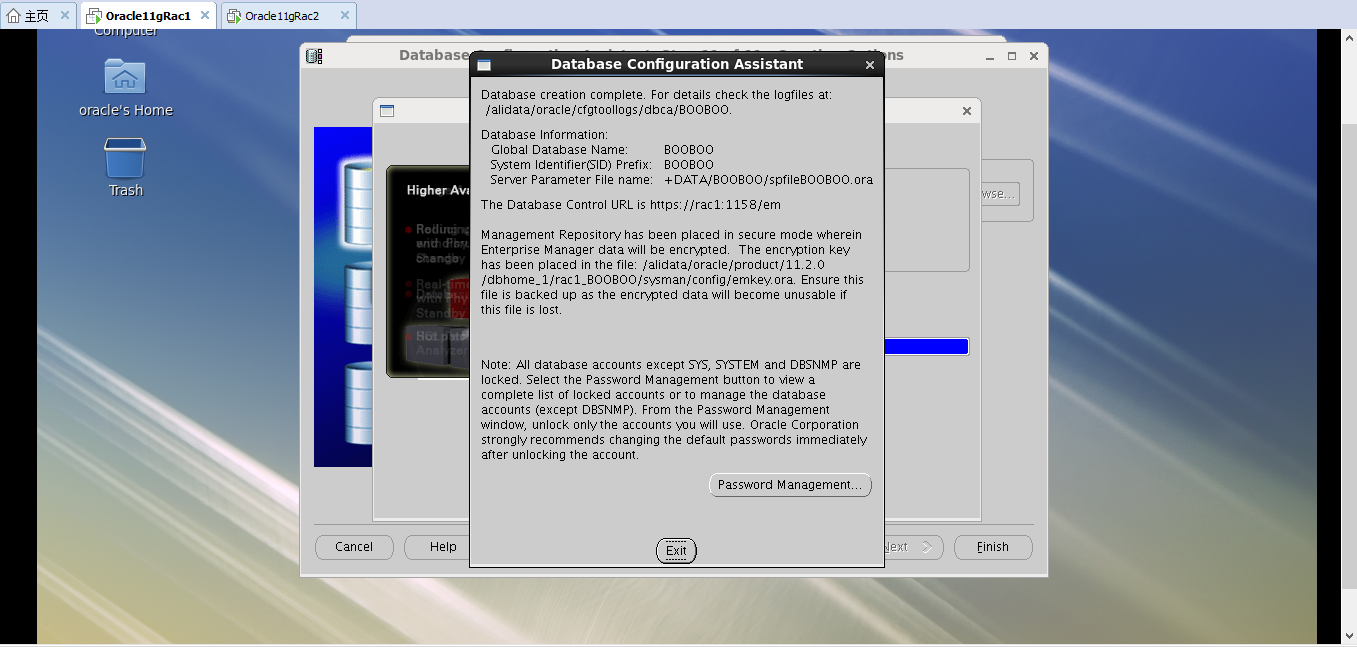 主页
Oracle11gRac1
Oracle11gRac2
Computer
oracle's Home
Trash
Database
Database Configuration Assistant
Database creation complete. For details check the logfiles at:
/alidata/oracle/cfgtoollogs/dbca/BOOBOO.
Database Information:
Global Database Name: BOOBOO
System Identifier(SID) Prefix: BOOBOO
Server Parameter File name: +DATA/BOOBOO/spfileBOOBOO.ora
The Database Control URL is https://rac1:1158/em
Management Repository has been placed in secure mode wherein
Enterprise Manager data will be encrypted. The encryption key
has been placed in the file: /alidata/oracle/product/11.2.0
/dbhome_1/rac1_BOOBOO/sysman/config/emkey.ora. Ensure this
file is backed up as the encrypted data will become unusable if
this file is lost.
Note: All database accounts except SYS, SYSTEM and DBSNMP are
locked. Select the Password Management button to view a
complete list of locked accounts or to manage the database
accounts (except DBSNMP). From the Password Management
window, unlock only the accounts you will use. Oracle Corporation
strongly recommends changing the default passwords immediately
after unlocking the account.
Password Management...
Exit
Higher Ava
wse...
Cancel
Help
Next
Finish